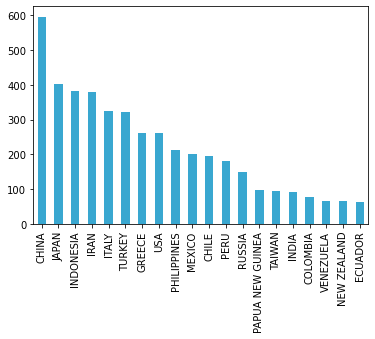 600
500
400
300
200
100
0
CHINA
JAPAN
INDONESIA
IRAN
ITALY
TURKEY
GREECE
USA
PHILIPPINES
MEXICO
CHILE
PERU
RUSSIA
PAPUA NEW GUINEA
TAIWAN
INDIA
COLOMBIA
VENEZUELA
NEW ZEALAND
ECUADOR